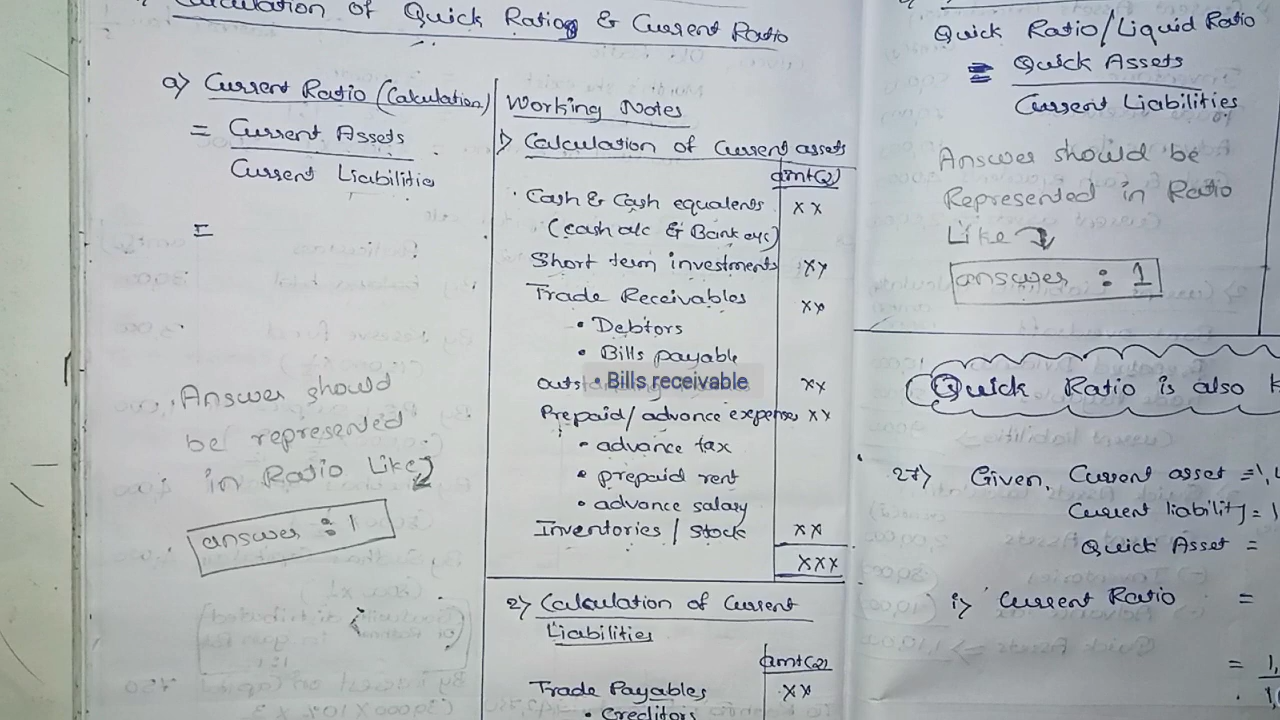 Calculation of Quick Ratio & Current Ratio
a) Current Ratio (Calculation)
= Current Assets
Current Liabilities
=
Answer should
be represented
in Ratio Like
answer : 1
Working Notes
1) Calculation of Current assets
amt(₹)
Cash & Cash equalents xx
(cash a/c & Bank a/c)
Short term investments xx
Trade Receivables xx
• Debtors
• Bills payable
• Bills receivable xx
Prepaid/advance expenses xx
• advance tax
• prepaid rent
• advance salary
Inventories / Stock xx
xxx
2) Calculation of Current
Liabilities
amt(₹)
Trade Payables xx
• Creditors
Quick Ratio/Liquid Ratio
= Quick Assets
Current Liabilities
Answer should be
Represented in Ratio
Like
answer : 1
Quick Ratio is also
27) Given, Current asset =
Current liability =
Quick Asset =
i) Current Ratio =
=